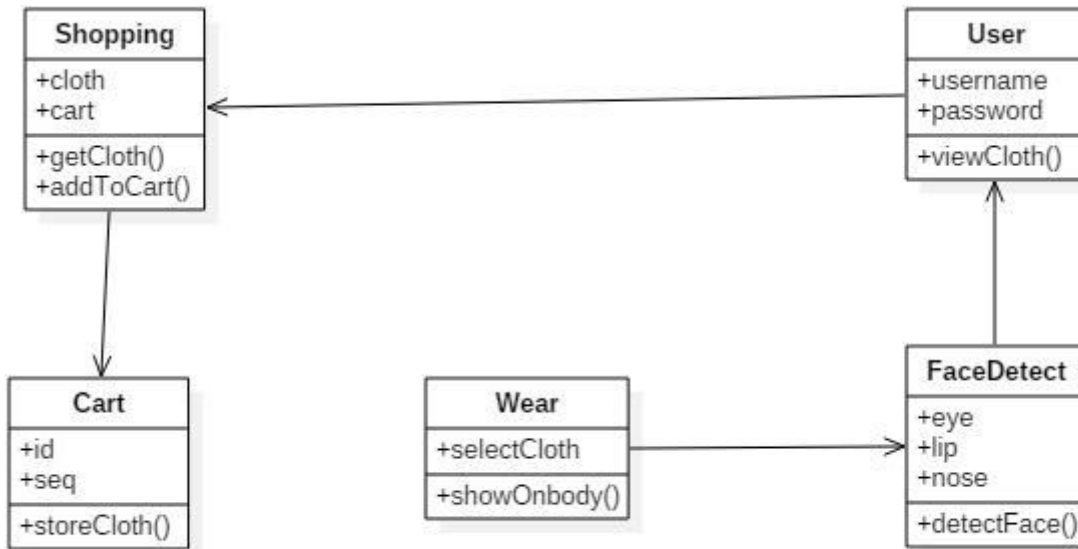 Shopping
+cloth
+cart
+getCloth()
+addToCart()
User
+username
+password
+viewCloth()
Cart
+id
+seq
+storeCloth()
Wear
+selectCloth
+showOnbody()
FaceDetect
+eye
+lip
+nose
+detectFace()